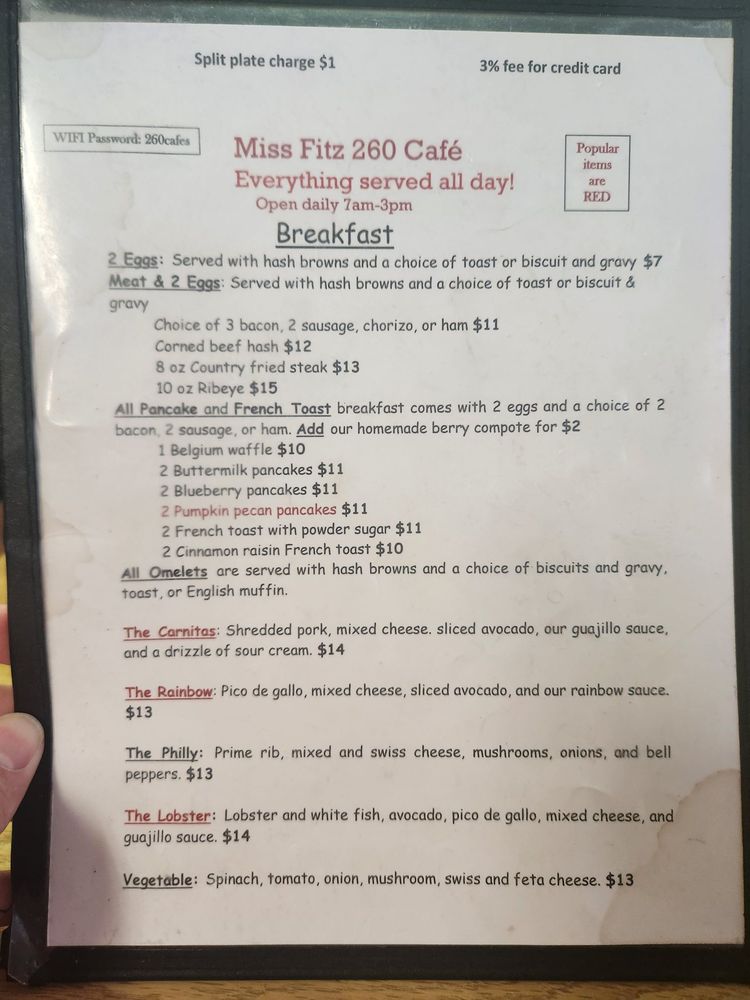 Split plate charge $1
3% fee for credit card
WIFI Password: 260cafes
Miss Fitz 260 Café
Everything served all day!
Open daily 7am-3pm
Popular
items
are
RED
Breakfast
2 Eggs: Served with hash browns and a choice of toast or biscuit and gravy $7
Meat & 2 Eggs: Served with hash browns and a choice of toast or biscuit &
gravy
Choice of 3 bacon, 2 sausage, chorizo, or ham $11
Corned beef hash $12
8 oz Country fried steak $13
10 oz Ribeye $15
All Pancake and French Toast breakfast comes with 2 eggs and a choice of 2
bacon, 2 sausage, or ham. Add our homemade berry compote for $2
1 Belgium waffle $10
2 Buttermilk pancakes $11
2 Blueberry pancakes $11
2 Pumpkin pecan pancakes $11
2 French toast with powder sugar $11
2 Cinnamon raisin French toast $10
All Omelets are served with hash browns and a choice of biscuits and gravy,
toast, or English muffin.
The Carnitas: Shredded pork, mixed cheese. sliced avocado, our guajillo sauce,
and a drizzle of sour cream. $14
The Rainbow: Pico de gallo, mixed cheese, sliced avocado, and our rainbow sauce.
$13
The Philly: Prime rib, mixed and swiss cheese, mushrooms, onions, and bell
peppers. $13
The Lobster: Lobster and white fish, avocado, pico de gallo, mixed cheese, and
guajillo sauce. $14
Vegetable: Spinach, tomato, onion, mushroom, swiss and feta cheese. $13